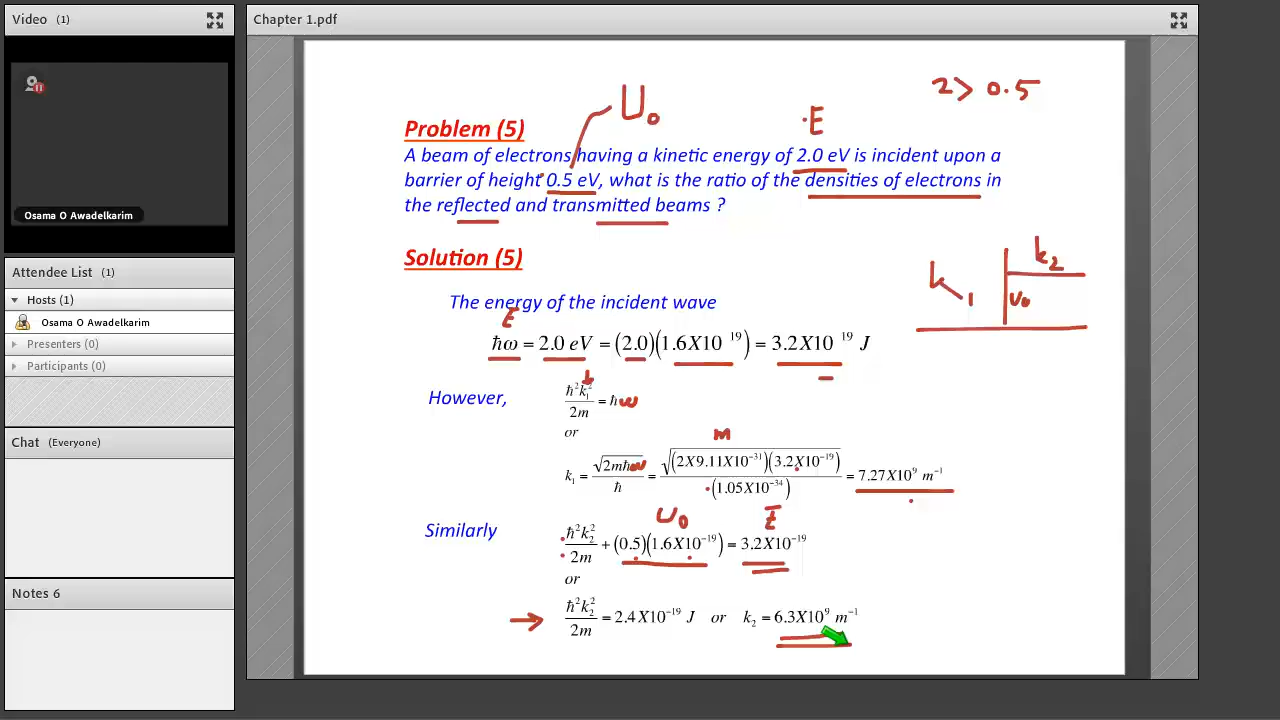 Video (1)
Osama O Awadelkarim
Attendee List (1)
Hosts (1)
Osama O Awadelkarim
Presenters (0)
Participants (0)
Chat (Everyone)
Notes 6
Chapter 1.pdf
2 > 0.5
U₀
E
Problem (5)
A beam of electrons having a kinetic energy of 2.0 eV is incident upon a
barrier of height 0.5 eV, what is the ratio of the densities of electrons in
the reflected and transmitted beams ?
k₁ k₂
U₀
Solution (5)
The energy of the incident wave
E
ħω = 2.0 eV = (2.0)(1.6X10 ¹⁹) = 3.2X10 ¹⁹ J
However, ħ²k₁²/2m = ħω
or
m
k₁ = √(2mħω)/ħ = √((2X9.11X10⁻³¹)(3.2X10⁻¹⁹))/(1.05X10⁻³⁴) = 7.27X10⁹ m⁻¹
U₀ E
Similarly ħ²k₂²/2m + (0.5)(1.6X10⁻¹⁹) = 3.2X10⁻¹⁹
or
→ ħ²k₂²/2m = 2.4X10⁻¹⁹ J or k₂ = 6.3X10⁹ m⁻¹